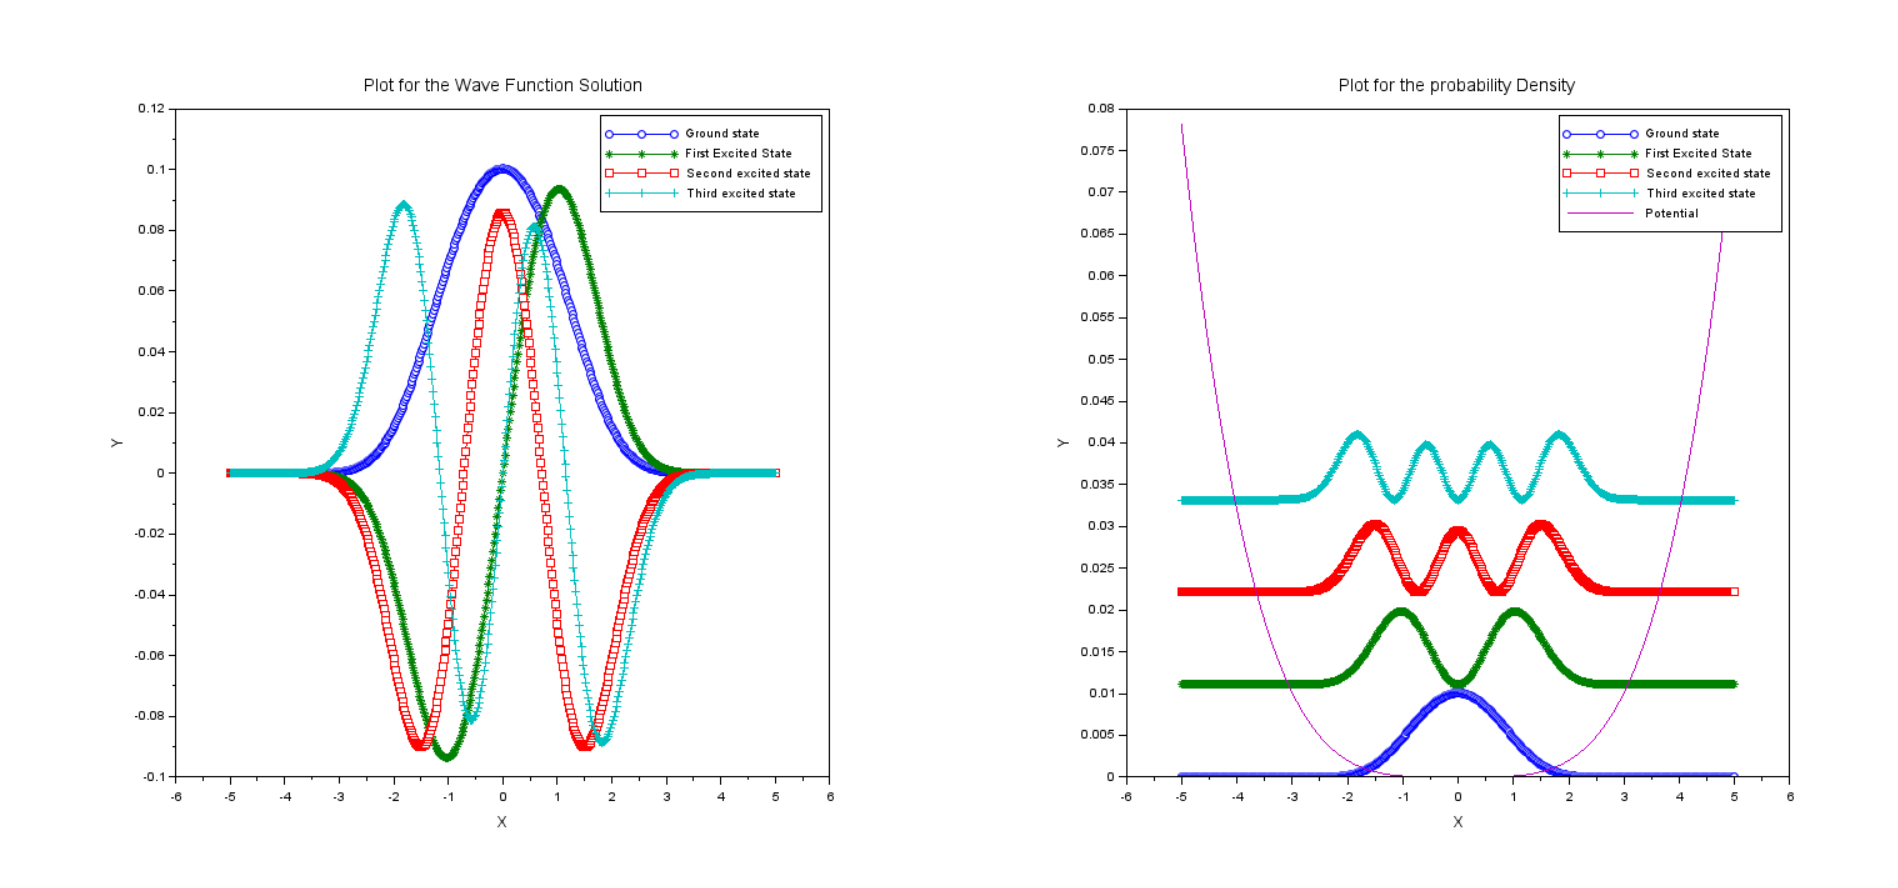 Plot for the Wave Function Solution
0.12
0.1
0.08
0.06
0.04
0.02
0
-0.02
-0.04
-0.06
-0.08
-0.1
Y
-6 -5 -4 -3 -2 -1 0 1 2 3 4 5 6
X
Ground state
First Excited State
Second excited state
Third excited state
Plot for the probability Density
0.08
0.075
0.07
0.065
0.06
0.055
0.05
0.045
0.04
0.035
0.03
0.025
0.02
0.015
0.01
0.005
0
Y
-6 -5 -4 -3 -2 -1 0 1 2 3 4 5 6
X
Ground state
First Excited State
Second excited state
Third excited state
Potential